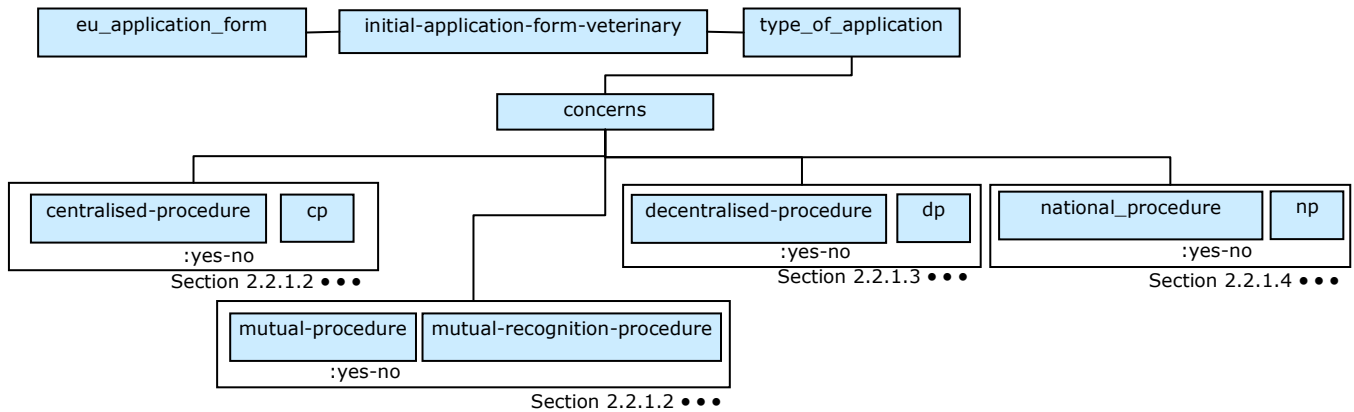 eu_application_form
initial-application-form-veterinary
type_of_application
concerns
centralised-procedure
cp
:yes-no
Section 2.2.1.2 •••
decentralised-procedure
dp
:yes-no
Section 2.2.1.3 •••
national_procedure
np
:yes-no
Section 2.2.1.4 •••
mutual-procedure
mutual-recognition-procedure
:yes-no
Section 2.2.1.2 •••